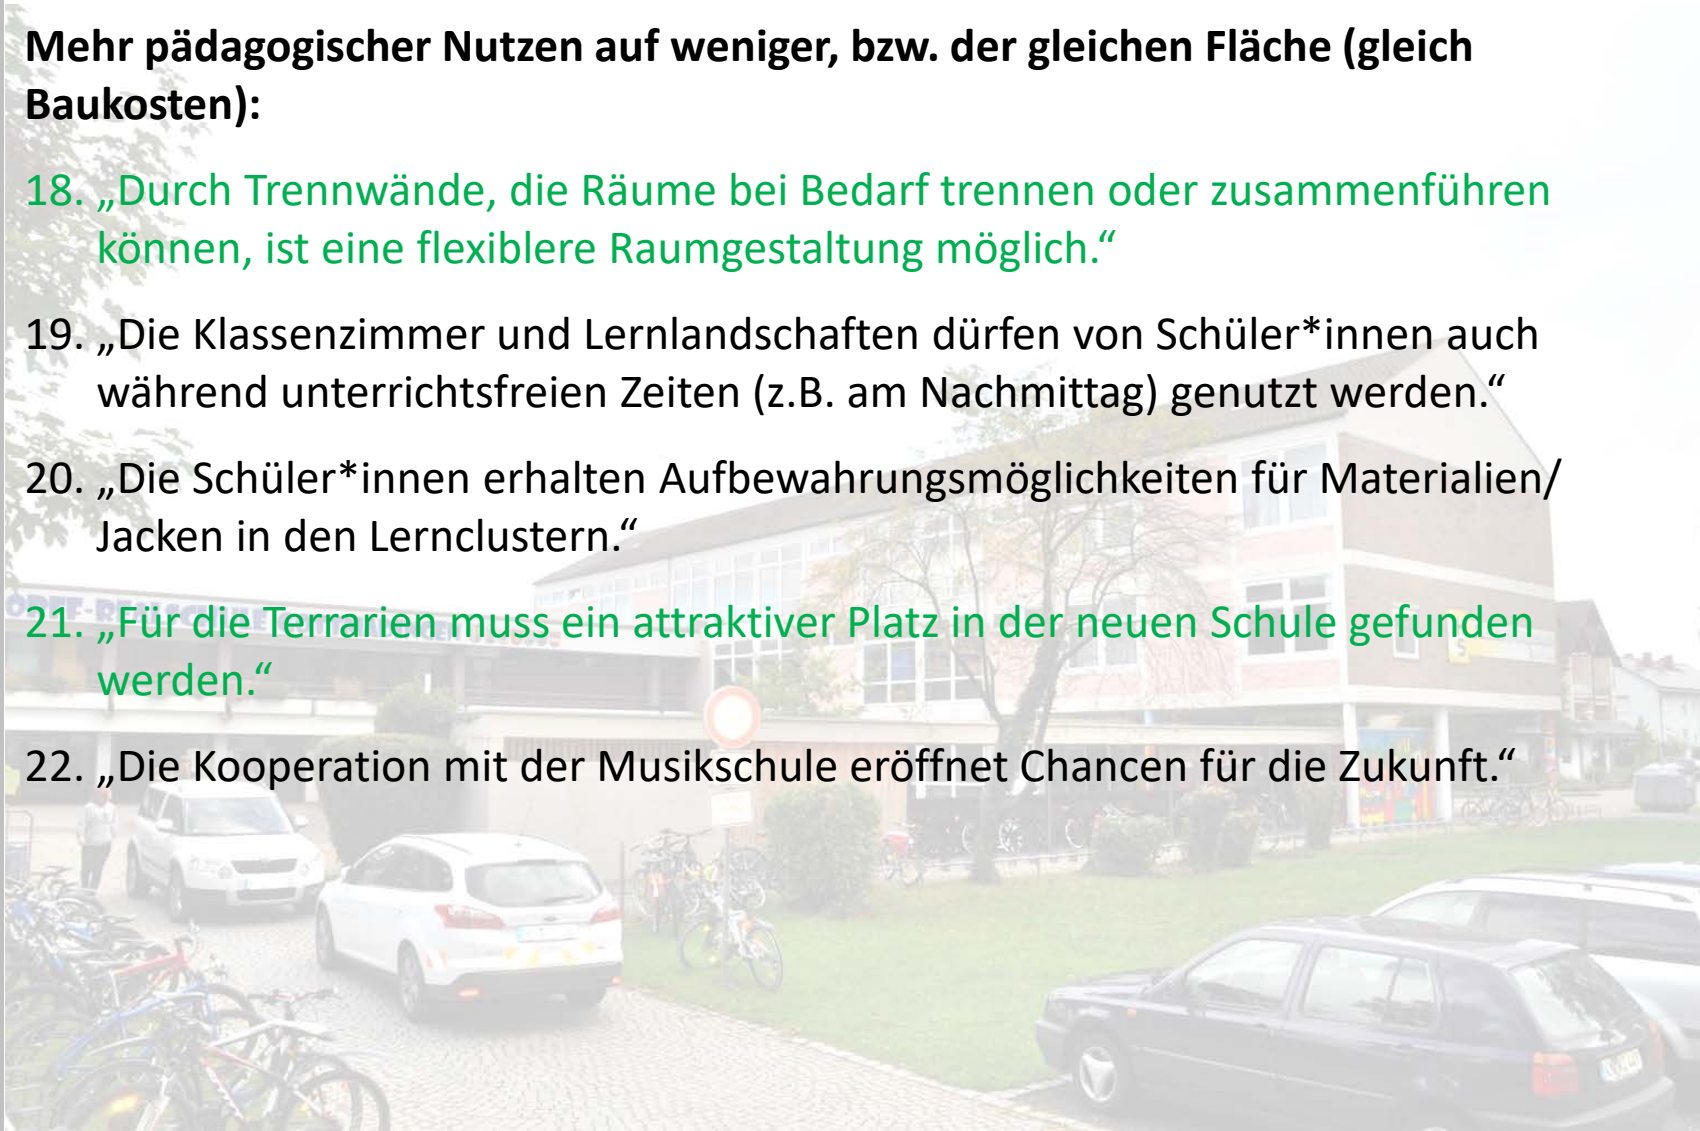 Mehr pädagogischer Nutzen auf weniger, bzw. der gleichen Fläche (gleich
Baukosten):
18. „Durch Trennwände, die Räume bei Bedarf trennen oder zusammenführen
können, ist eine flexiblere Raumgestaltung möglich.“
19. „Die Klassenzimmer und Lernlandschaften dürfen von Schüler*innen auch
während unterrichtsfreien Zeiten (z.B. am Nachmittag) genutzt werden.“
20. „Die Schüler*innen erhalten Aufbewahrungsmöglichkeiten für Materialien/
Jacken in den Lernclustern.“
21. „Für die Terrarien muss ein attraktiver Platz in der neuen Schule gefunden
werden.“
22. „Die Kooperation mit der Musikschule eröffnet Chancen für die Zukunft.“